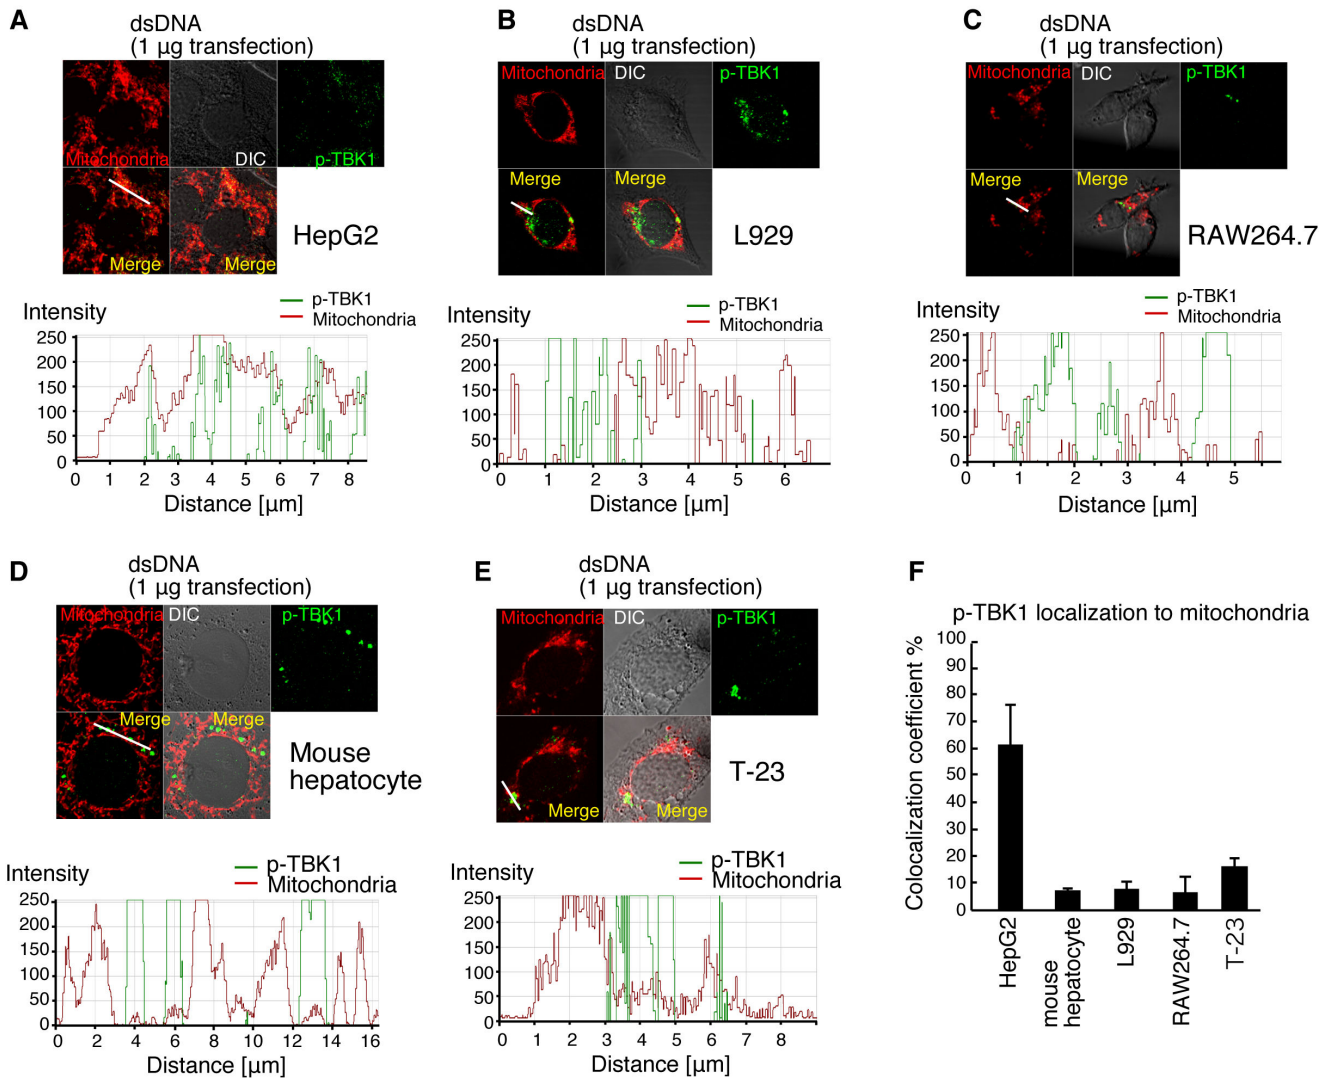 A
dsDNA
(1 µg transfection)
Mitochondria
DIC
p-TBK1
Merge
Merge
HepG2
Intensity
p-TBK1
Mitochondria
250
200
150
100
50
0
0 1 2 3 4 5 6 7 8
Distance [µm]
B
dsDNA
(1 µg transfection)
Mitochondria
DIC
p-TBK1
Merge
Merge
L929
Intensity
p-TBK1
Mitochondria
250
200
150
100
50
0
0 1 2 3 4 5 6
Distance [µm]
C
dsDNA
(1 µg transfection)
Mitochondria
DIC
p-TBK1
Merge
Merge
RAW264.7
Intensity
p-TBK1
Mitochondria
250
200
150
100
50
0
0 1 2 3 4 5
Distance [µm]
D
dsDNA
(1 µg transfection)
Mitochondria
DIC
p-TBK1
Merge
Merge
Mouse
hepatocyte
Intensity
p-TBK1
Mitochondria
250
200
150
100
50
0
0 2 4 6 8 10 12 14 16
Distance [µm]
E
dsDNA
(1 µg transfection)
Mitochondria
DIC
p-TBK1
Merge
Merge
T-23
Intensity
p-TBK1
Mitochondria
250
200
150
100
50
0
0 1 2 3 4 5 6 7 8
Distance [µm]
F
p-TBK1 localization to mitochondria
Colocalization coefficient %
100
90
80
70
60
50
40
30
20
10
0
HepG2
mouse
hepatocyte
L929
RAW264.7
T-23